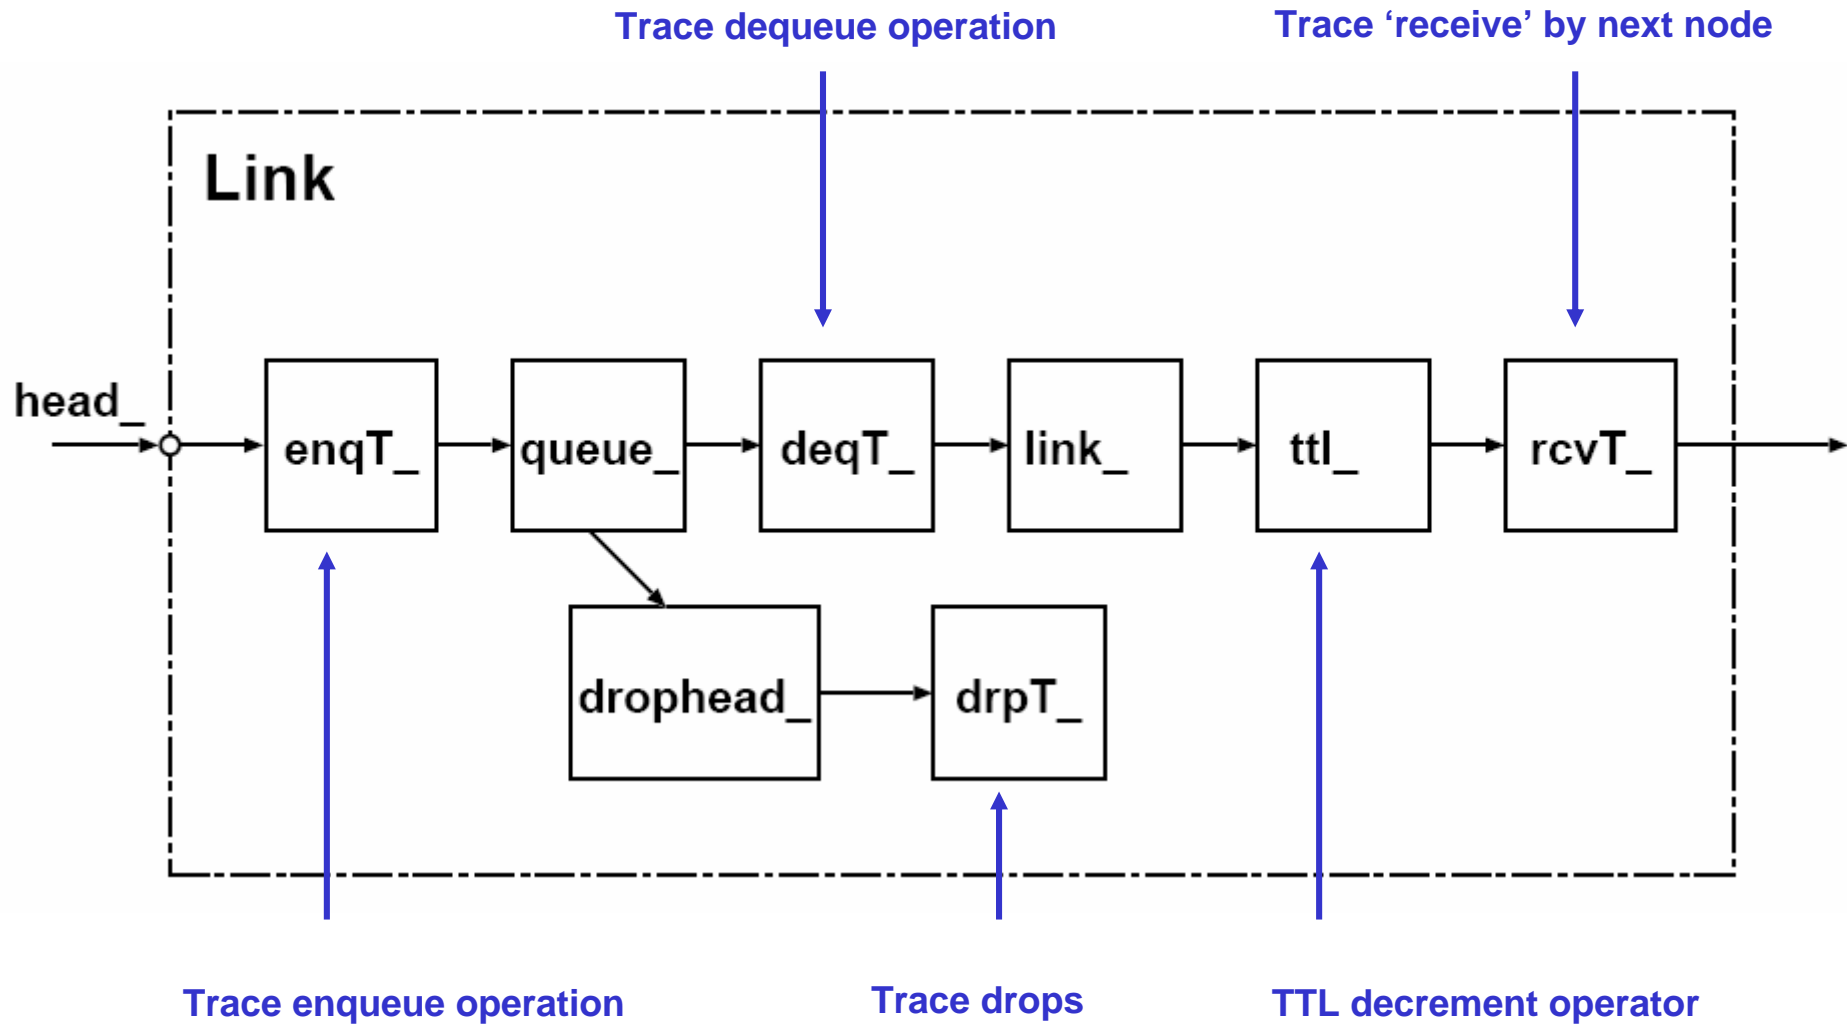 Trace dequeue operation
Trace ‘receive’ by next node
Link
head_
enqT_
queue_
deqT_
link_
ttl_
rcvT_
drophead_
drpT_
Trace enqueue operation
Trace drops
TTL decrement operator